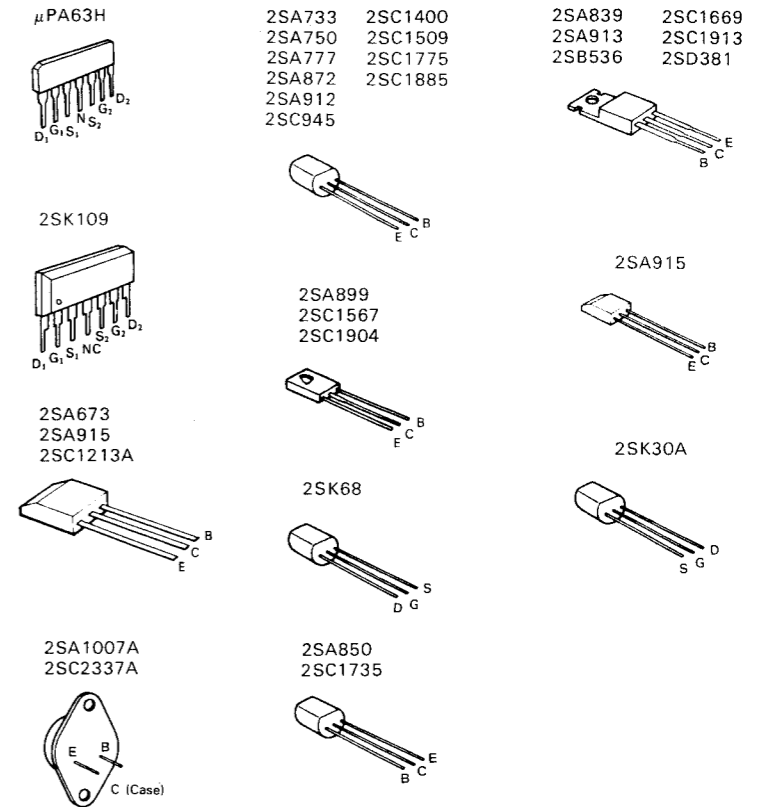 μPA63H
D₁ G₁ S₁ N S₂ G₂ D₂
2SK109
D₁ G₁ S₁ NC S₂ G₂ D₂
2SA673
2SA915
2SC1213A
B
C
E
2SA1007A
2SC2337A
E B
C (Case)
2SA733 2SC1400
2SA750 2SC1509
2SA777 2SC1775
2SA872 2SC1885
2SA912
2SC945
B
C
E
2SA899
2SC1567
2SC1904
B
C
E
2SK68
S
G
D
2SA850
2SC1735
E
C
B
2SA839 2SC1669
2SA913 2SC1913
2SB536 2SD381
E
C
B
2SA915
B
C
E
2SK30A
D
G
S